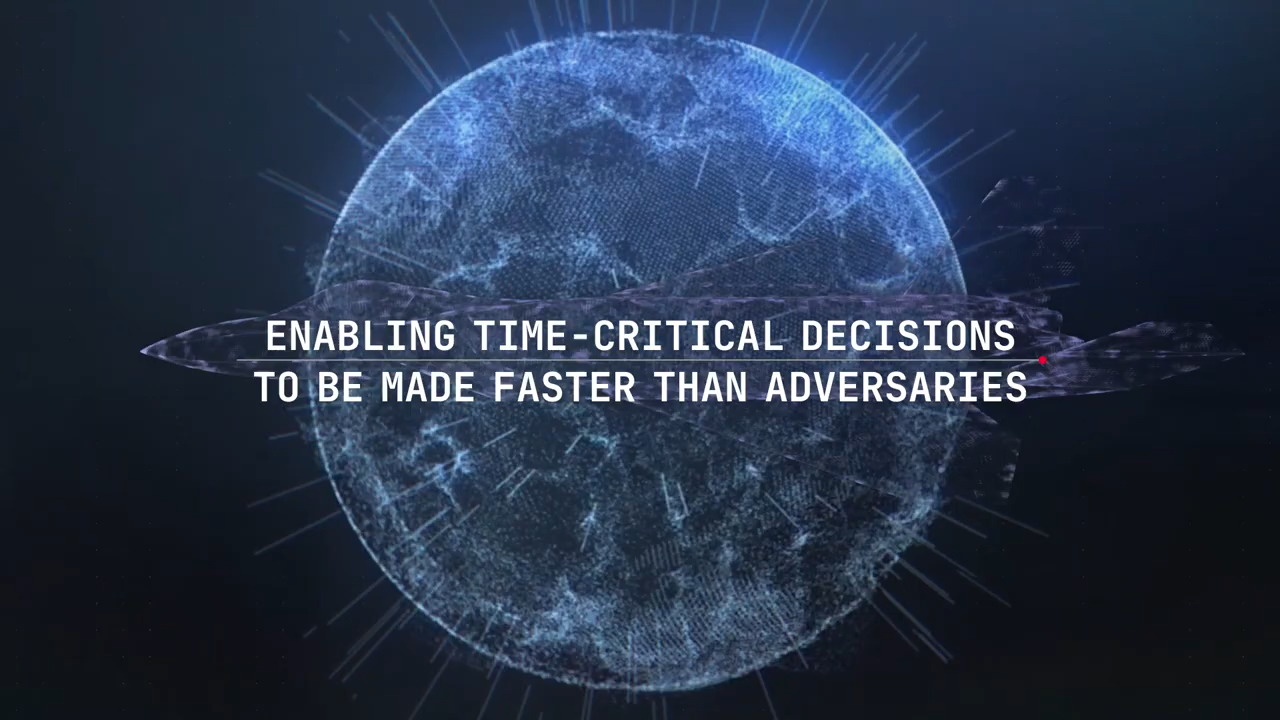 ENABLING TIME-CRITICAL DECISIONS
TO BE MADE FASTER THAN ADVERSARIES